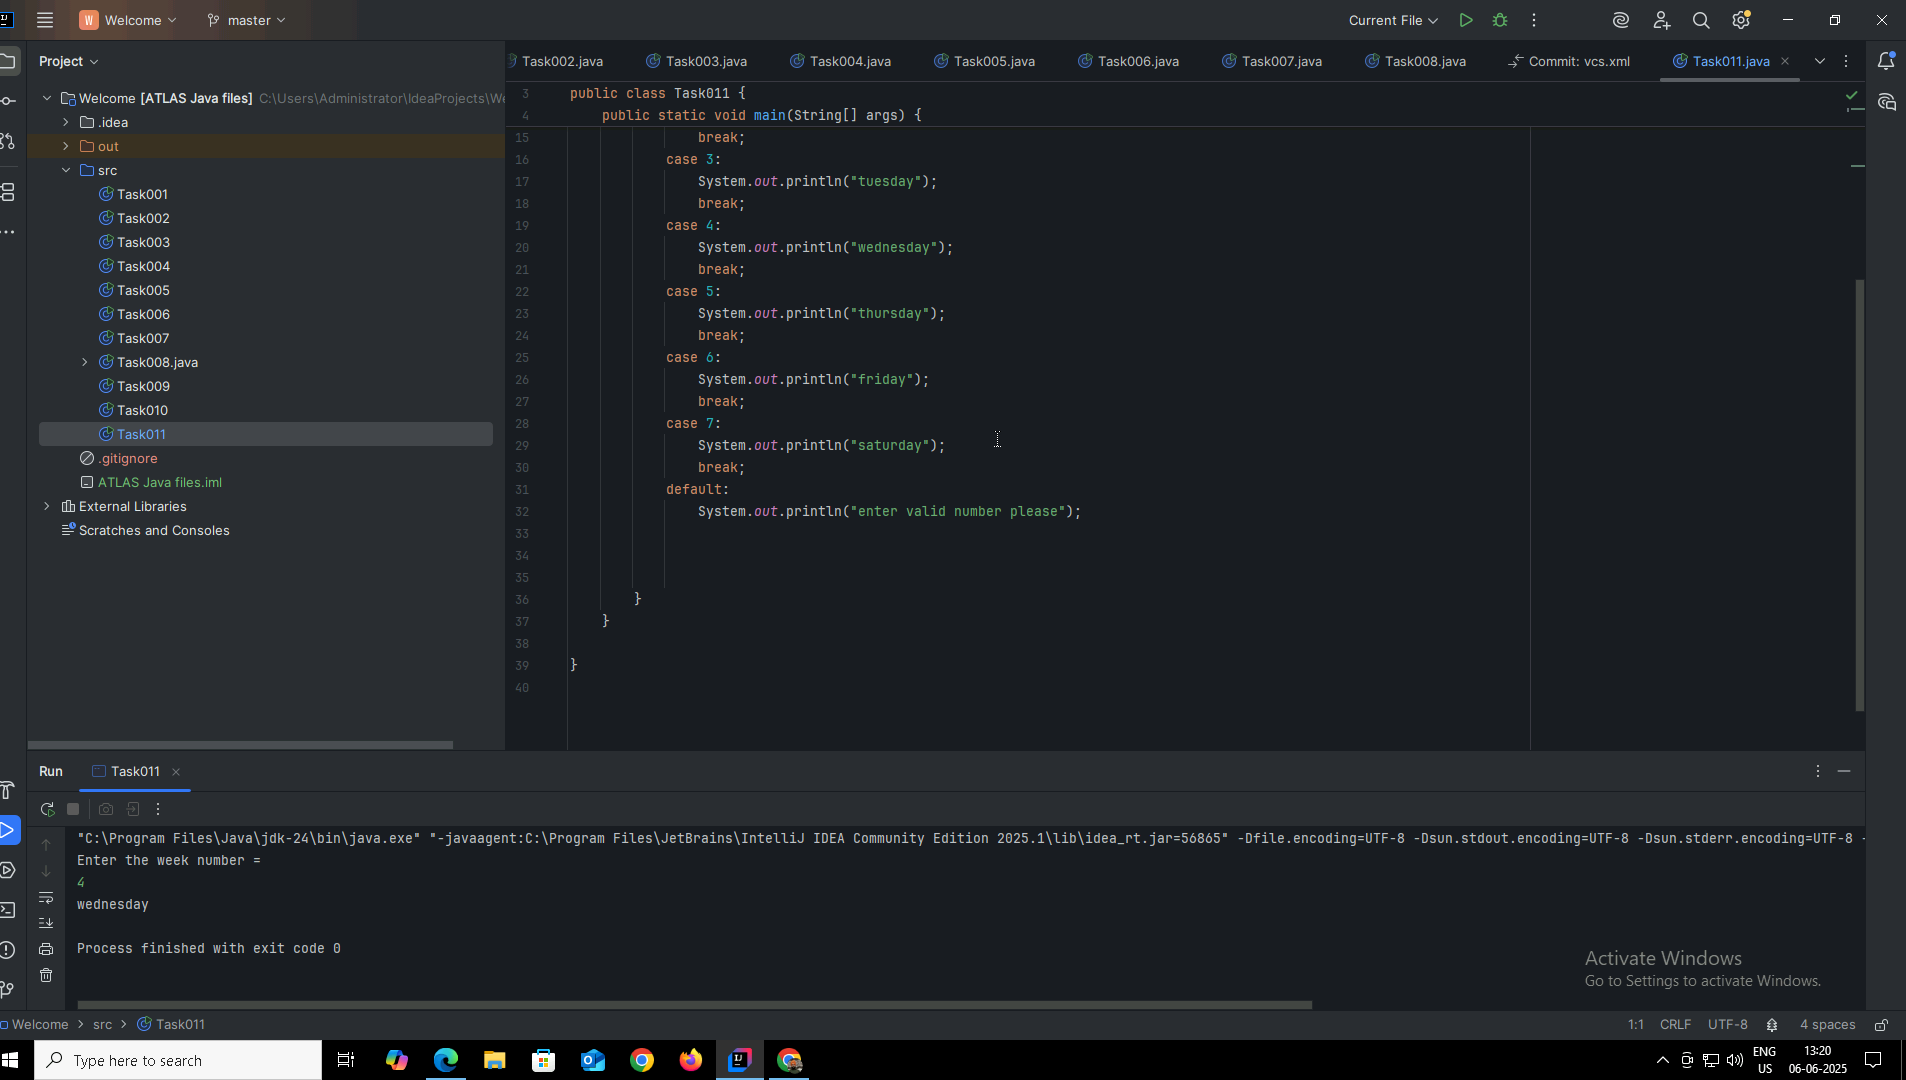 W Welcome
master
Current File
Project
Task002.java
Task003.java
Task004.java
Task005.java
Task006.java
Task007.java
Task008.java
Commit: vcs.xml
Task011.java
Welcome [ATLAS Java files] C:\Users\Administrator\IdeaProjects\We
.idea
out
src
Task001
Task002
Task003
Task004
Task005
Task006
Task007
Task008.java
Task009
Task010
Task011
.gitignore
ATLAS Java files.iml
External Libraries
Scratches and Consoles
3 public class Task011 {
4 public static void main(String[] args) {
15 break;
16 case 3:
17 System.out.println("tuesday");
18 break;
19 case 4:
20 System.out.println("wednesday");
21 break;
22 case 5:
23 System.out.println("thursday");
24 break;
25 case 6:
26 System.out.println("friday");
27 break;
28 case 7:
29 System.out.println("saturday");
30 break;
31 default:
32 System.out.println("enter valid number please");
33
34
35
36 }
37 }
38
39 }
40
Run
Task011
"C:\Program Files\Java\jdk-24\bin\java.exe" "-javaagent:C:\Program Files\JetBrains\IntelliJ IDEA Community Edition 2025.1\lib\idea_rt.jar=56865" -Dfile.encoding=UTF-8 -Dsun.stdout.encoding=UTF-8 -Dsun.stderr.encoding=UTF-8 -
Enter the week number =
4
wednesday
Process finished with exit code 0
Activate Windows
Go to Settings to activate Windows.
Welcome > src > Task011
1:1 CRLF UTF-8 4 spaces
Type here to search
ENG
US
13:20
06-06-2025